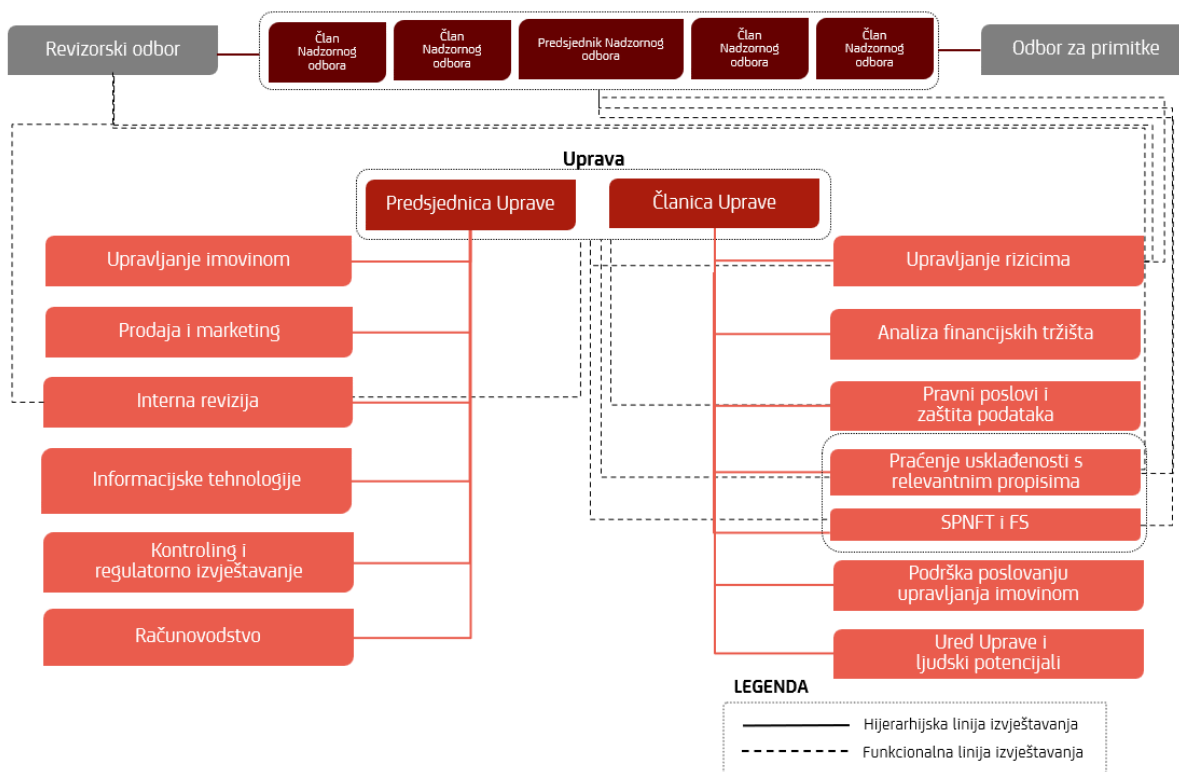 Revizorski odbor
Član
Nadzornog
odbora
Član
Nadzornog
odbora
Predsjednik Nadzornog
odbora
Član
Nadzornog
odbora
Član
Nadzornog
odbora
Odbor za primitke
Uprava
Predsjednica Uprave
Članica Uprave
Upravljanje imovinom
Prodaja i marketing
Interna revizija
Informacijske tehnologije
Kontroling i
regulatorno izvještavanje
Računovodstvo
Upravljanje rizicima
Analiza financijskih tržišta
Pravni poslovi i
zaštita podataka
Praćenje usklađenosti s
relevantnim propisima
SPNFT i FS
Podrška poslovanju
upravljanja imovinom
Ured Uprave i
ljudski potencijali
LEGENDA
Hijerarhijska linija izvještavanja
Funkcionalna linija izvještavanja